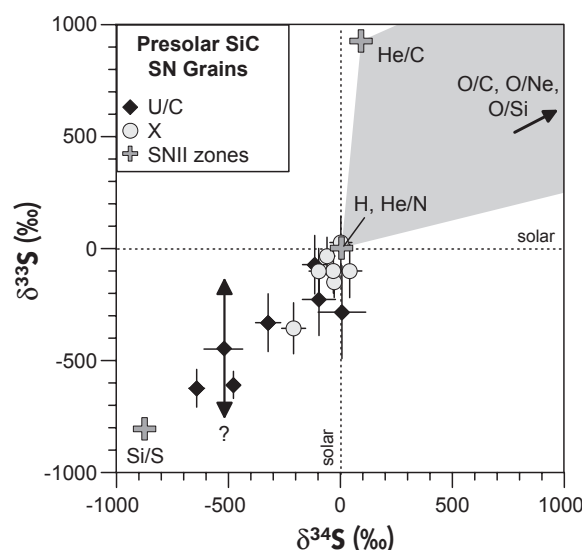 1000
Presolar SiC
SN Grains
U/C
X
SNII zones
He/C
O/C, O/Ne,
O/Si
500
H, He/N
solar
0
δ³³S (‰)
-500
?
Si/S
solar
-1000
-1000 -500 0 500 1000
δ³⁴S (‰)